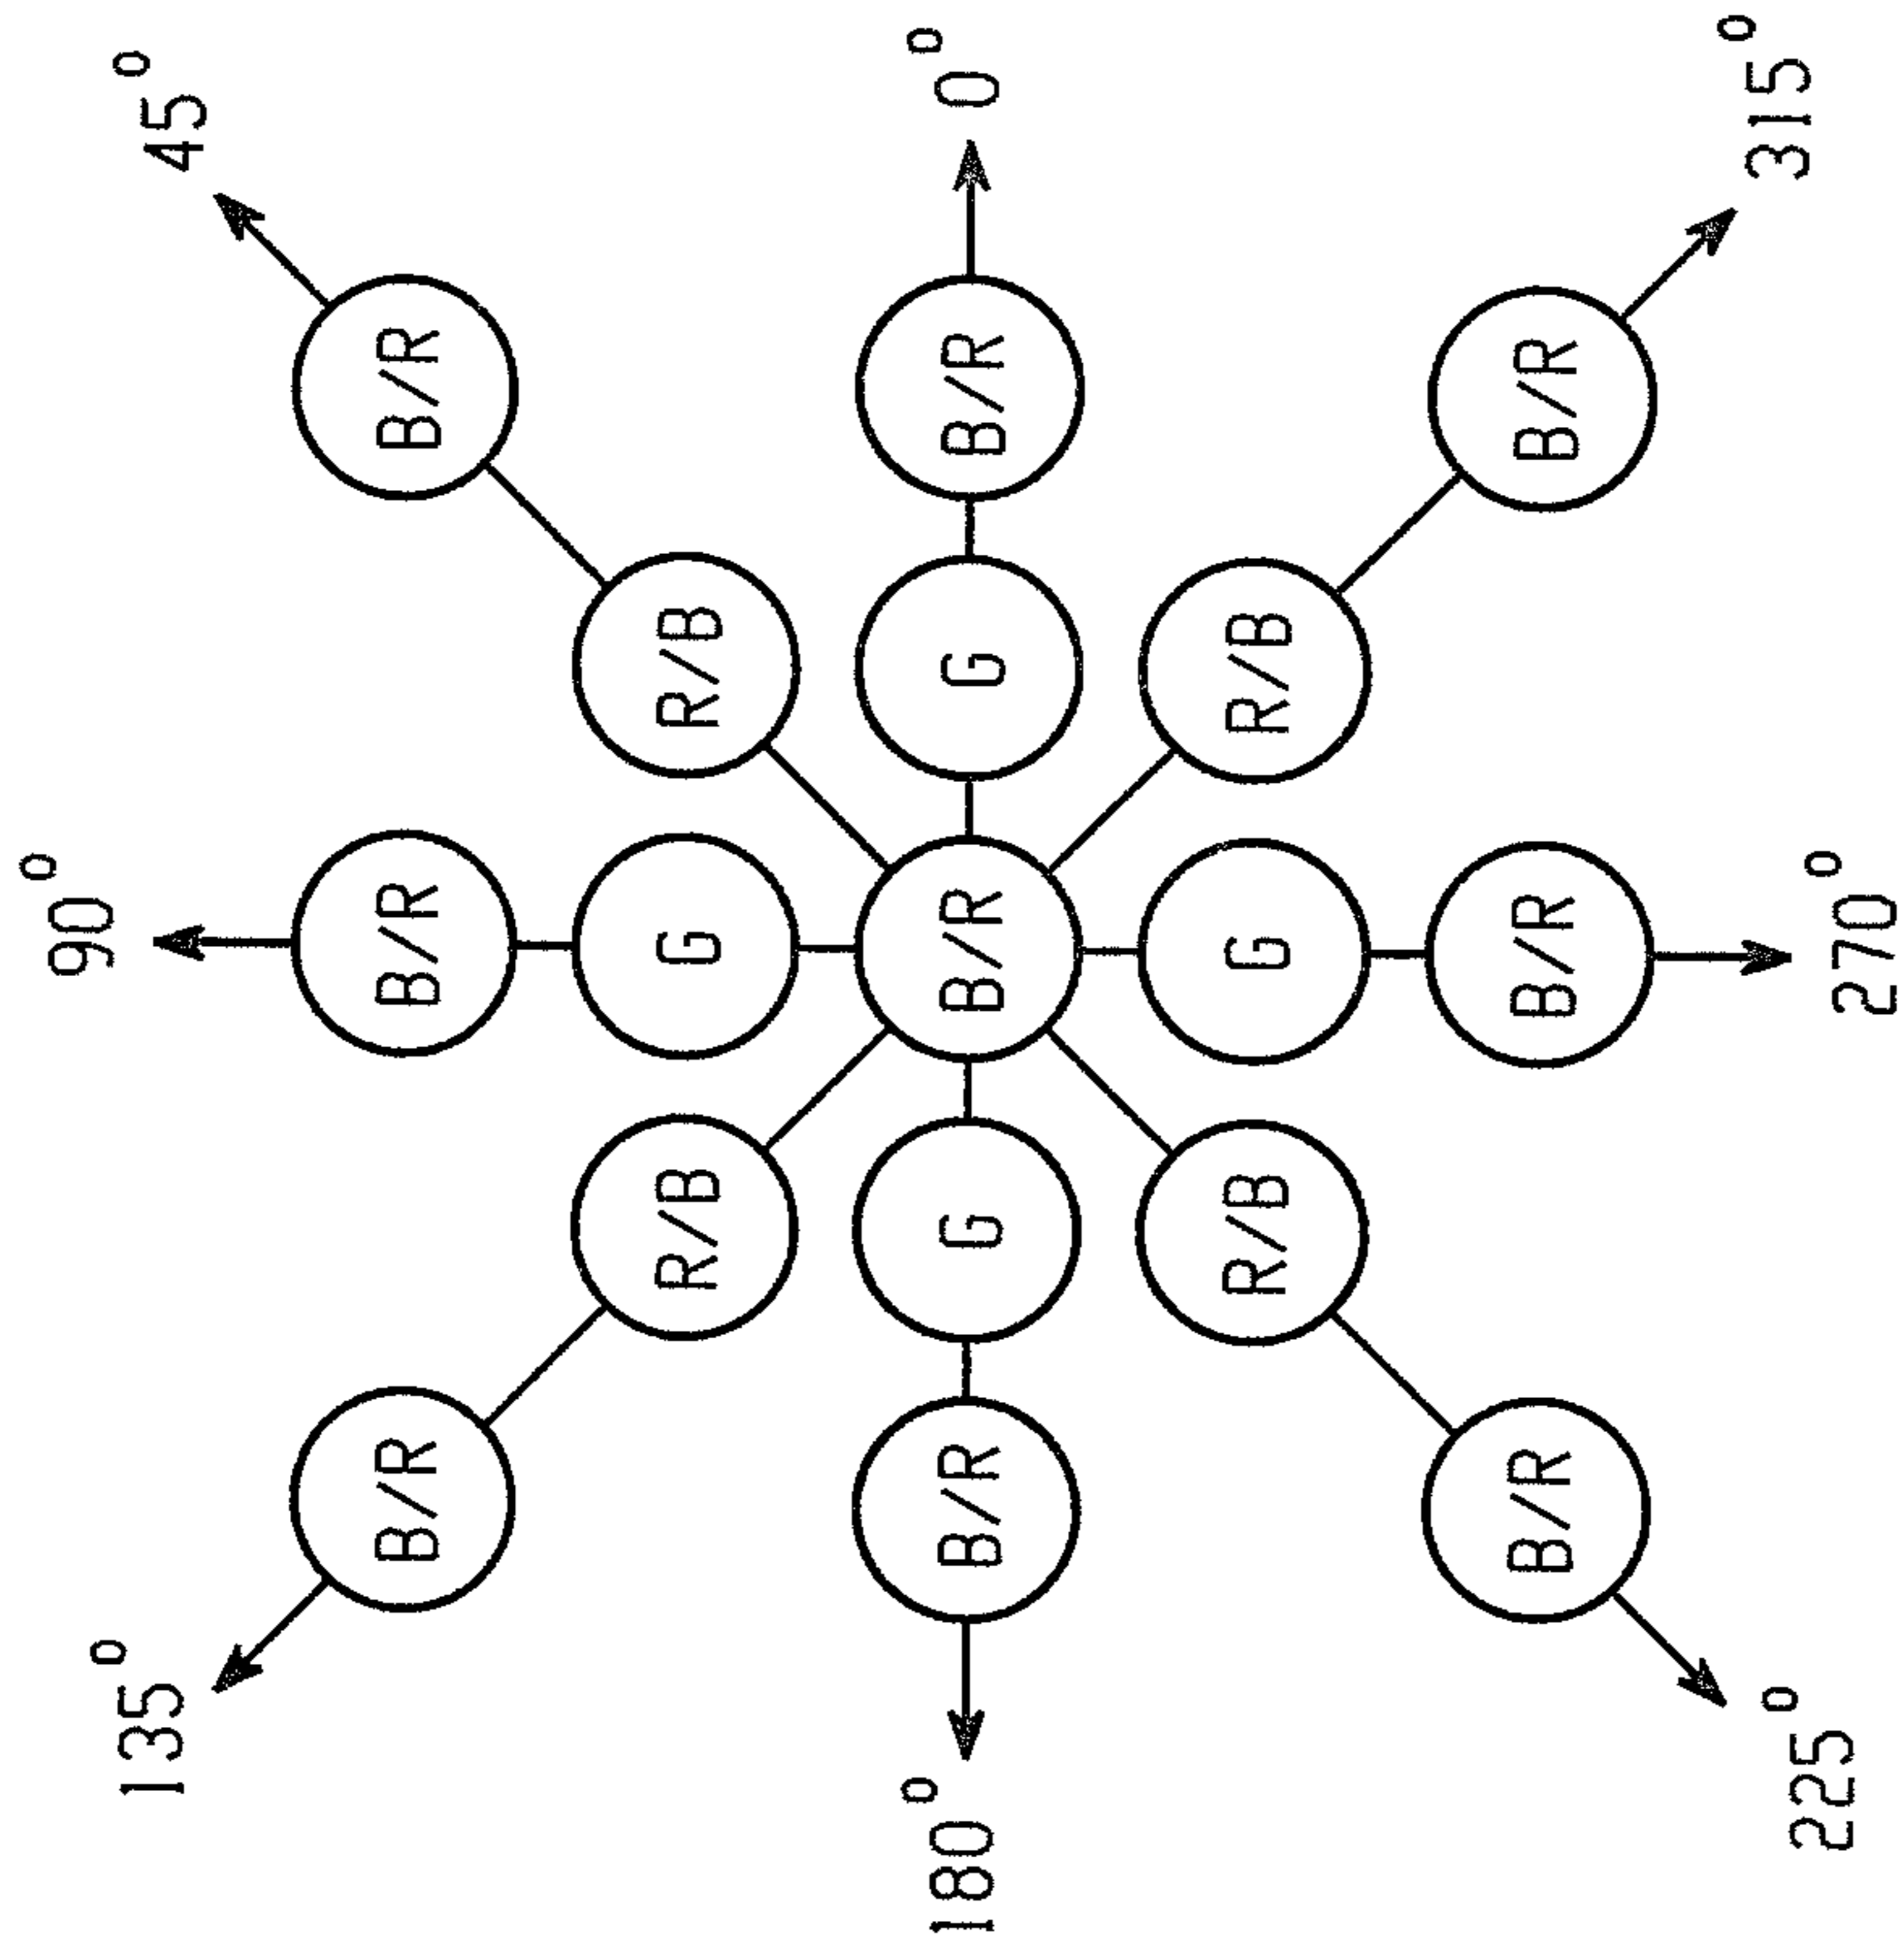 135° 90° 45°
B/R B/R B/R
R/B G R/B
180° B/R G B/R G B/R 0°
R/B G R/B
B/R B/R B/R
225° 270° 315°